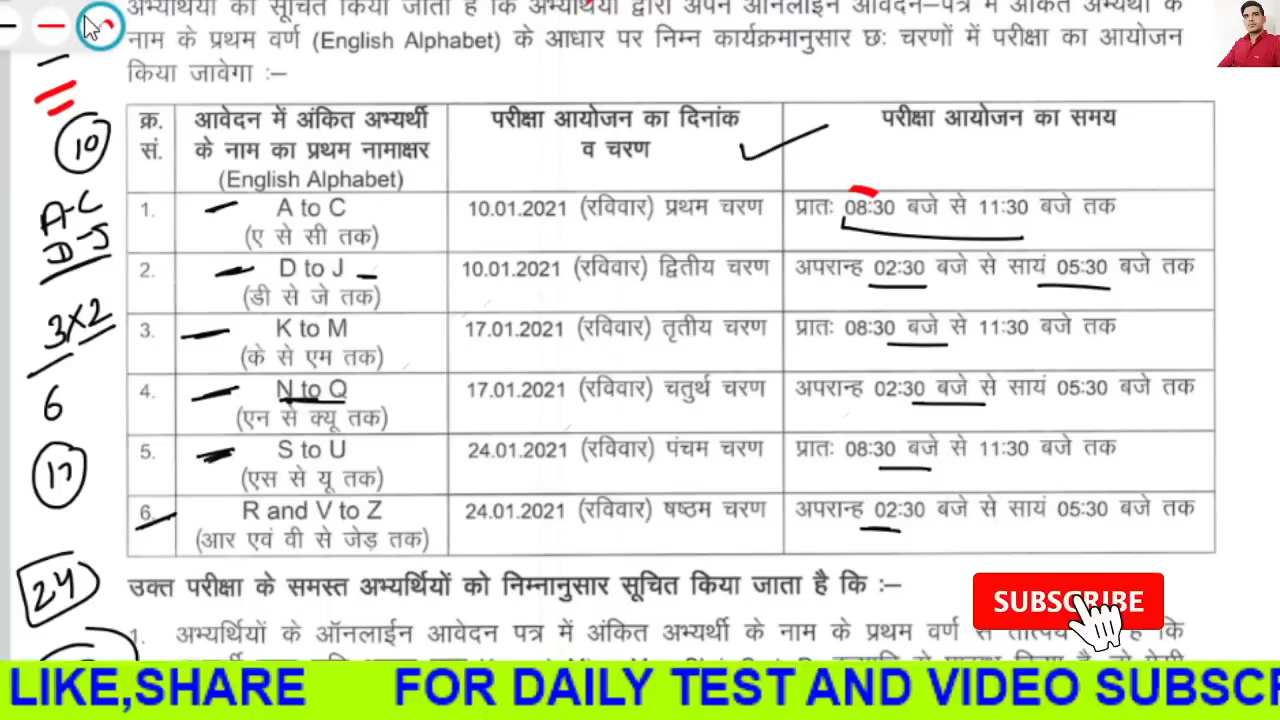 अभ्यर्थियों को सूचित किया जाता है कि अभ्यर्थियों द्वारा अपने ऑनलाईन आवेदन–पत्र में अंकित अभ्यर्थी के
नाम के प्रथम वर्ण (English Alphabet) के आधार पर निम्न कार्यक्रमानुसार छः चरणों में परीक्षा का आयोजन
किया जावेगा :–
क्र. सं. आवेदन में अंकित अभ्यर्थी के नाम का प्रथम नामाक्षर (English Alphabet) परीक्षा आयोजन का दिनांक व चरण परीक्षा आयोजन का समय
1. A to C 10.01.2021 (रविवार) प्रथम चरण प्रातः 08:30 बजे से 11:30 बजे तक
(ए से सी तक)
2. D to J 10.01.2021 (रविवार) द्वितीय चरण अपरान्ह 02:30 बजे से सायं 05:30 बजे तक
(डी से जे तक)
3. K to M 17.01.2021 (रविवार) तृतीय चरण प्रातः 08:30 बजे से 11:30 बजे तक
(के से एम तक)
4. N to Q 17.01.2021 (रविवार) चतुर्थ चरण अपरान्ह 02:30 बजे से सायं 05:30 बजे तक
(एन से क्यू तक)
5. S to U 24.01.2021 (रविवार) पंचम चरण प्रातः 08:30 बजे से 11:30 बजे तक
(एस से यू तक)
6. R and V to Z 24.01.2021 (रविवार) षष्ठम चरण अपरान्ह 02:30 बजे से सायं 05:30 बजे तक
(आर एवं वी से जेड़ तक)
10
A-C
D-J
3×2
6
17
24
उक्त परीक्षा के समस्त अभ्यर्थियों को निम्नानुसार सूचित किया जाता है कि :–
SUBSCRIBE
1. अभ्यर्थियों के ऑनलाईन आवेदन पत्र में अंकित अभ्यर्थी के नाम के प्रथम वर्ण से तात्पर्य है कि
LIKE,SHARE FOR DAILY TEST AND VIDEO SUBSC